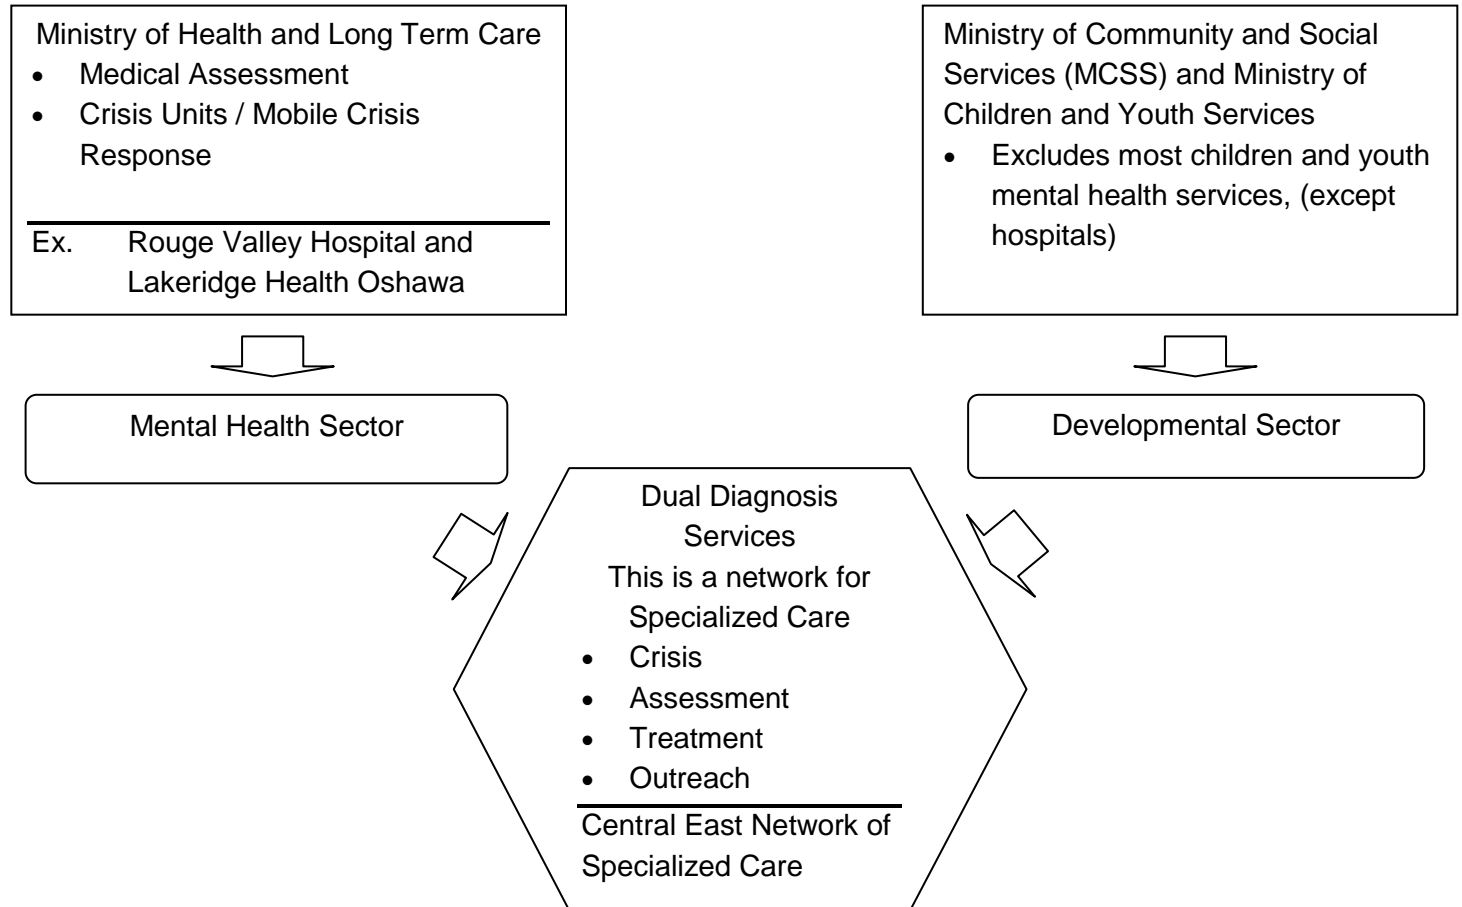 Ministry of Health and Long Term Care
• Medical Assessment
• Crisis Units / Mobile Crisis
Response
Ex. Rouge Valley Hospital and
Lakeridge Health Oshawa
Ministry of Community and Social
Services (MCSS) and Ministry of
Children and Youth Services
• Excludes most children and youth
mental health services, (except
hospitals)
Mental Health Sector
Developmental Sector
Dual Diagnosis
Services
This is a network for
Specialized Care
• Crisis
• Assessment
• Treatment
• Outreach
Central East Network of
Specialized Care